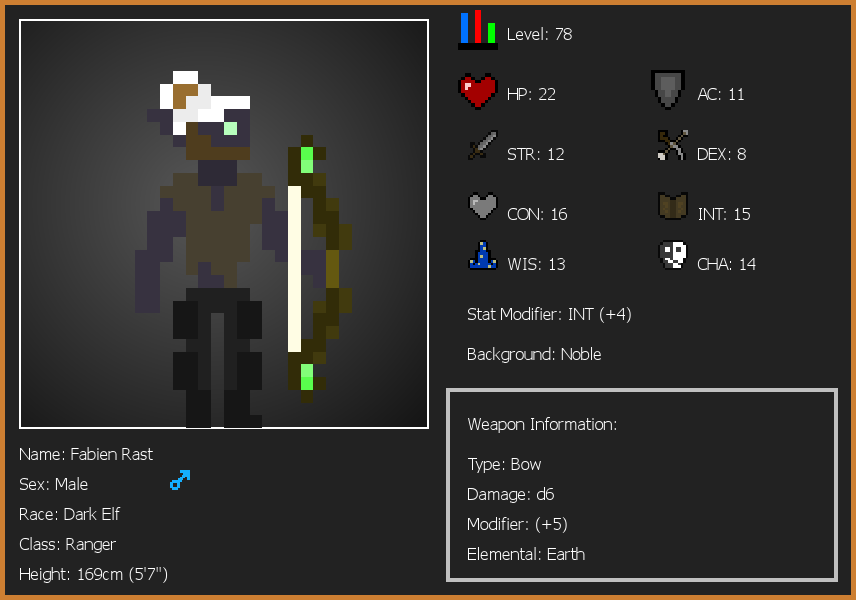 Level: 78
HP: 22
AC: 11
STR: 12
DEX: 8
CON: 16
INT: 15
WIS: 13
CHA: 14
Stat Modifier: INT (+4)
Background: Noble
Weapon Information:
Type: Bow
Damage: d6
Modifier: (+5)
Elemental: Earth
Name: Fabien Rast
Sex: Male
Race: Dark Elf
Class: Ranger
Height: 169cm (5'7")